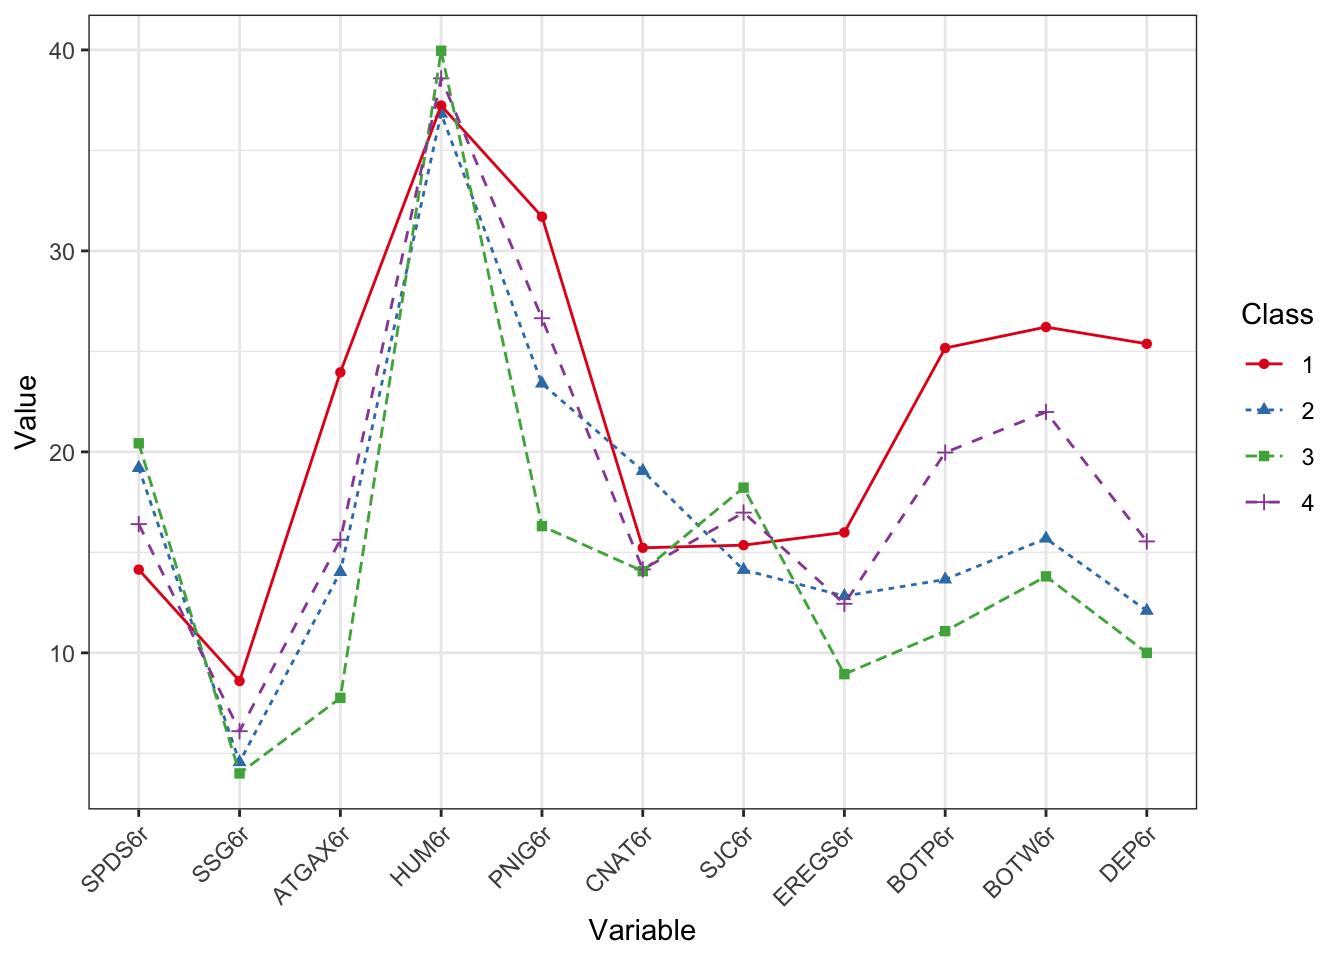 40
30
20
10
Value
SPDS6r
SSG6r
ATGAX6r
HUM6r
PNIG6r
CNAT6r
SJC6r
EREGS6r
BOTP6r
BOTW6r
DEP6r
Variable
Class
1
2
3
4